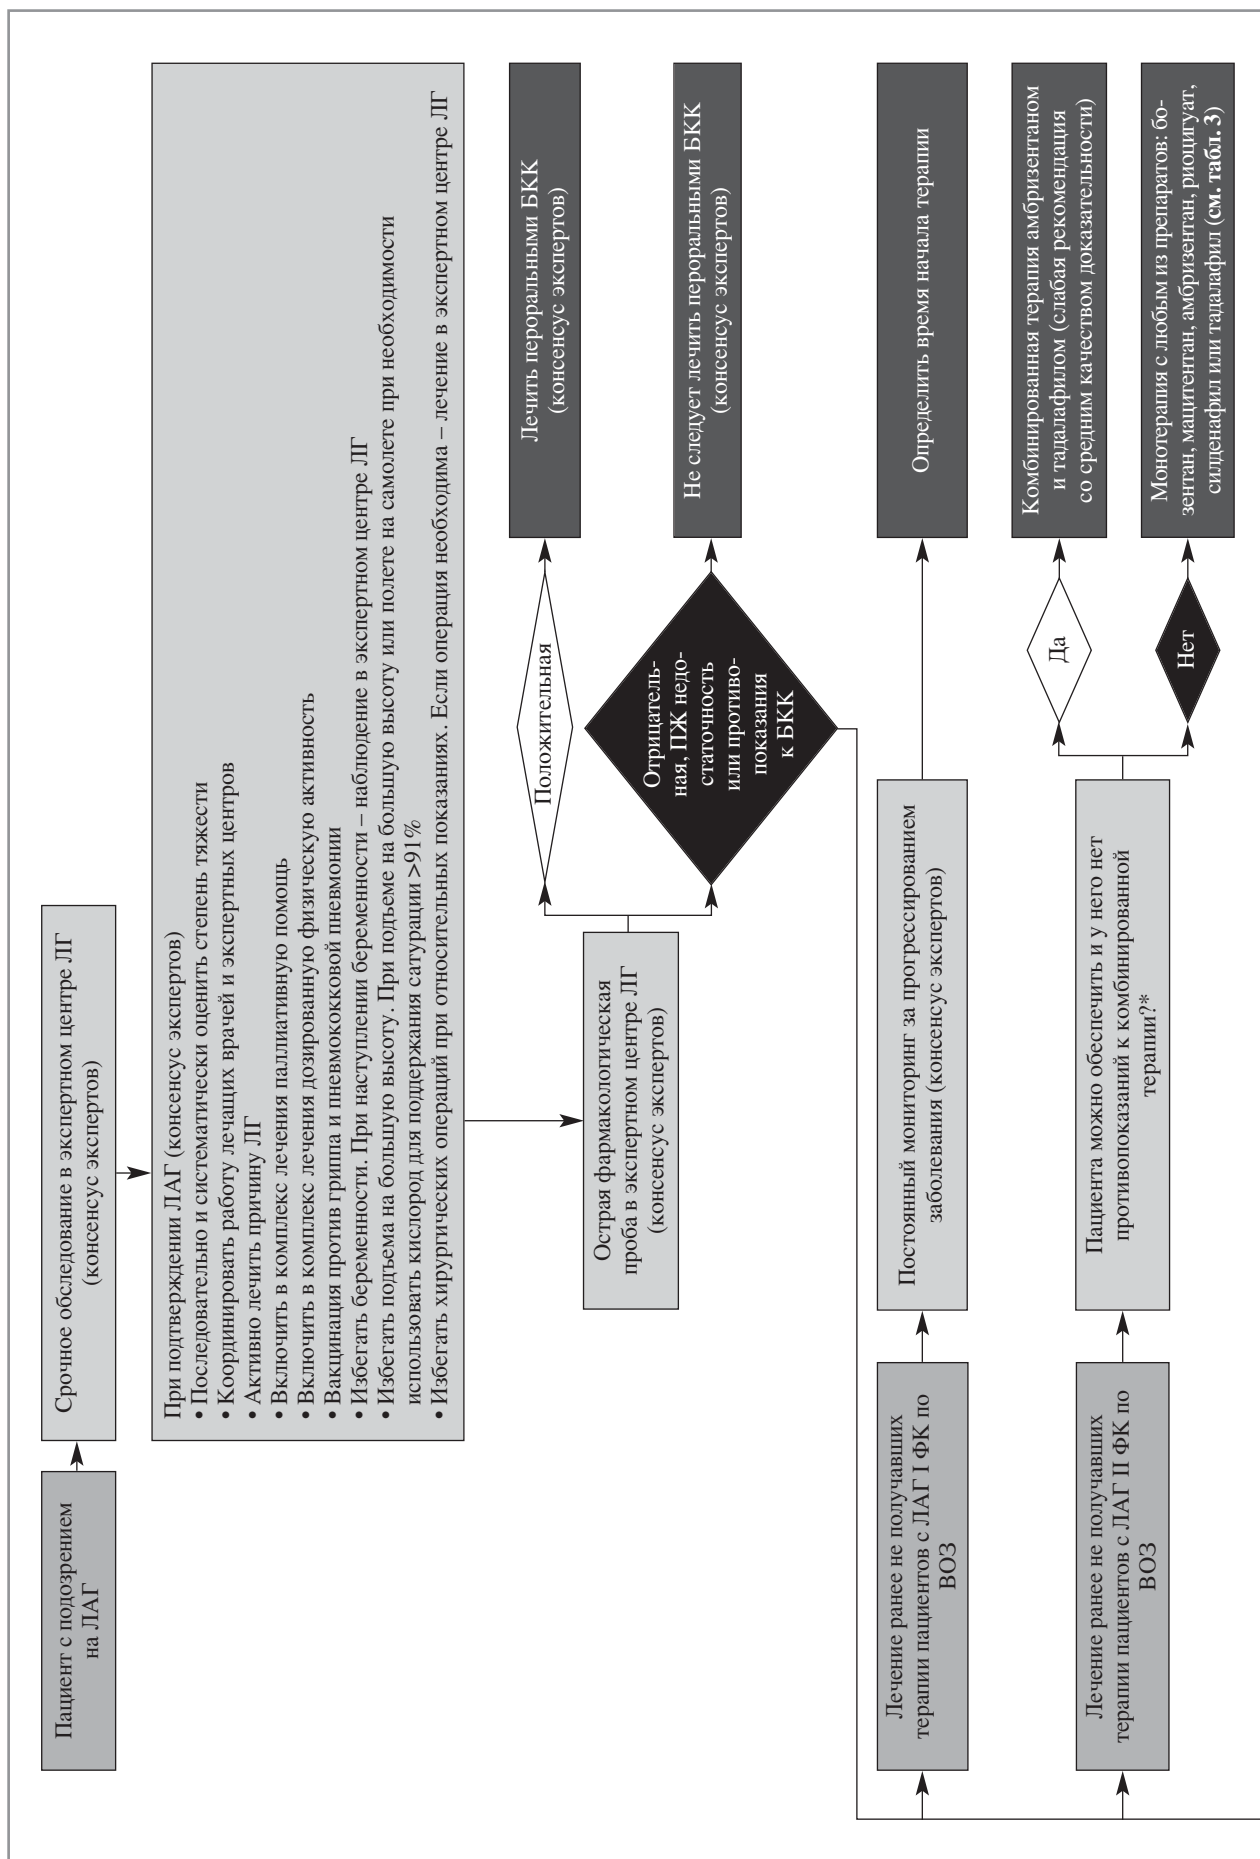 Пациент с подозрением
на ЛАГ
Срочное обследование в экспертном центре ЛГ
(консенсус экспертов)
При подтверждении ЛАГ (консенсус экспертов)
• Последовательно и систематически оценить степень тяжести
• Координировать работу лечащих врачей и экспертных центров
• Активно лечить причину ЛГ
• Включить в комплекс лечения паллиативную помощь
• Включить в комплекс лечения дозированную физическую активность
• Вакцинация против гриппа и пневмококковой пневмонии
• Избегать беременности. При наступлении беременности – наблюдение в экспертном центре ЛГ
• Избегать подъема на большую высоту. При подъеме на большую высоту или полете на самолете при необходимости
использовать кислород для поддержания сатурации >91%
• Избегать хирургических операций при относительных показаниях. Если операция необходима – лечение в экспертном центре ЛГ
Острая фармакологическая
проба в экспертном центре ЛГ
(консенсус экспертов)
Положительная
Лечить пероральными БКК
(консенсус экспертов)
Отрицатель-
ная, ПЖ недо-
статочность
или противо-
показания
к БКК
Не следует лечить пероральными БКК
(консенсус экспертов)
Лечение ранее не получавших
терапии пациентов с ЛАГ I ФК по
ВОЗ
Постоянный мониторинг за прогрессированием
заболевания (консенсус экспертов)
Определить время начала терапии
Лечение ранее не получавших
терапии пациентов с ЛАГ II ФК по
ВОЗ
Пациента можно обеспечить и у него нет
противопоказаний к комбинированной
терапии?*
Да
Комбинированная терапия амбризентаном
и тадалафилом (слабая рекомендация
со средним качеством доказательности)
Нет
Монотерапия с любым из препаратов: бо-
зентан, мацитентан, амбризентан, риоцигуат,
силденафил или тадалафил (см. табл. 3)